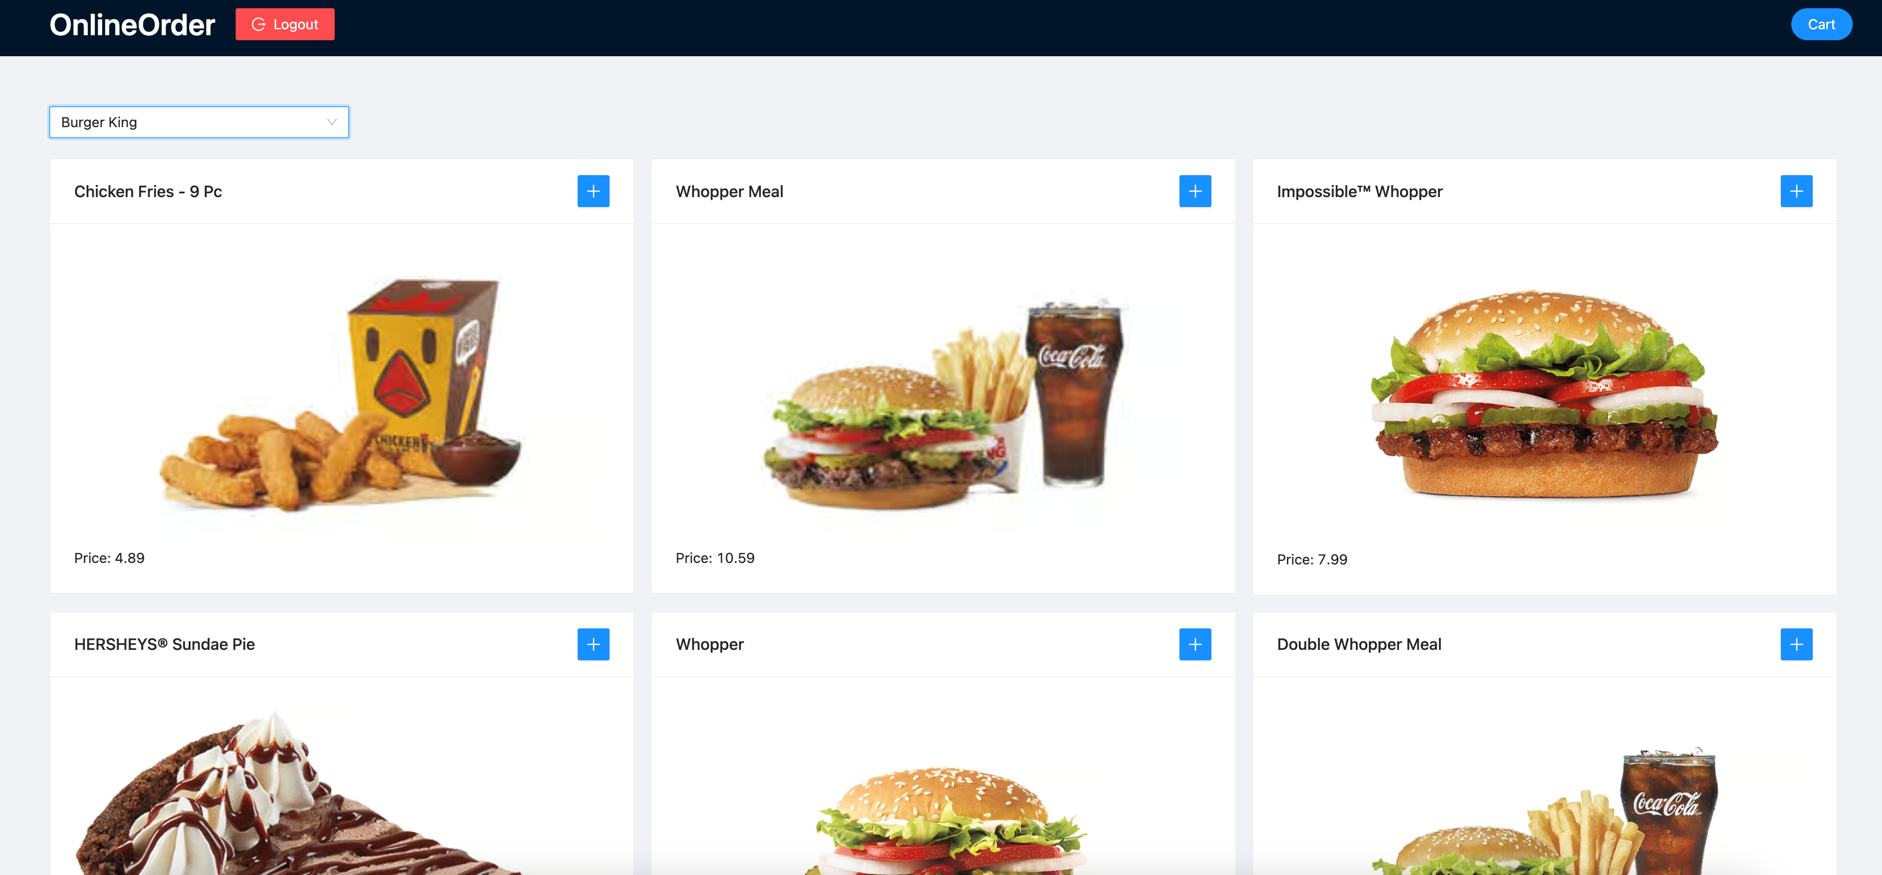 OnlineOrder
Logout
Cart
Burger King
Chicken Fries - 9 Pc
Whopper Meal
Impossible™ Whopper
CHICKEN
Coca-Cola
Price: 4.89
Price: 10.59
Price: 7.99
HERSHEYS® Sundae Pie
Whopper
Double Whopper Meal
Coca-Cola